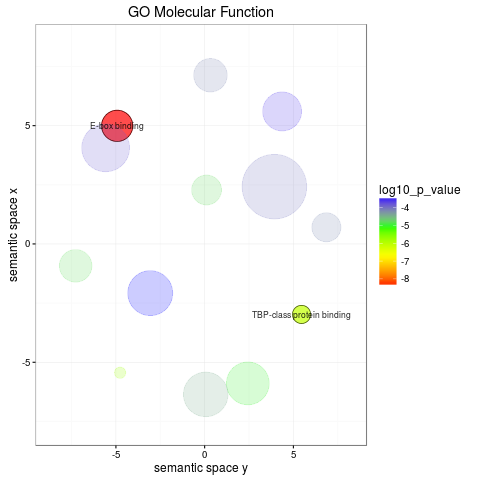 GO Molecular Function
semantic space x
5
0
-5
E-box binding
TBP-class protein binding
-5
0
5
semantic space y
log10_p_value
-4
-5
-6
-7
-8